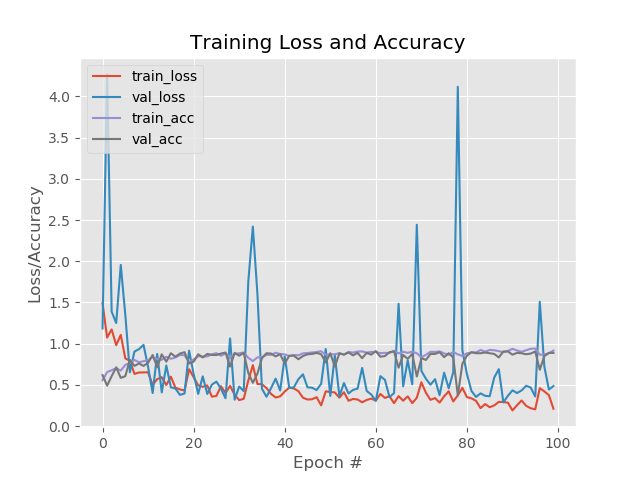 Training Loss and Accuracy
train_loss
val_loss
train_acc
val_acc
Loss/Accuracy
4.0
3.5
3.0
2.5
2.0
1.5
1.0
0.5
0.0
0 20 40 60 80 100
Epoch #